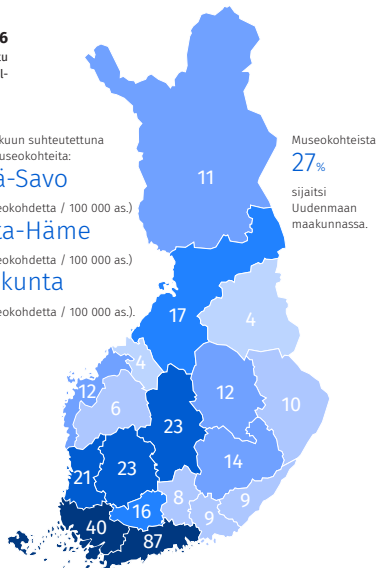 6
tu
l-
kuun suhteutettuna
useokohteita:
ä-Savo
eokohdetta / 100 000 as.)
ta-Häme
eokohdetta / 100 000 as.)
kunta
eokohdetta / 100 000 as.).
Museokohteista
27%
sijaitsi
Uudenmaan
maakunnassa.
11
17
4
4
12
12
6
10
23
14
21
23
8
9
16
9
40
87